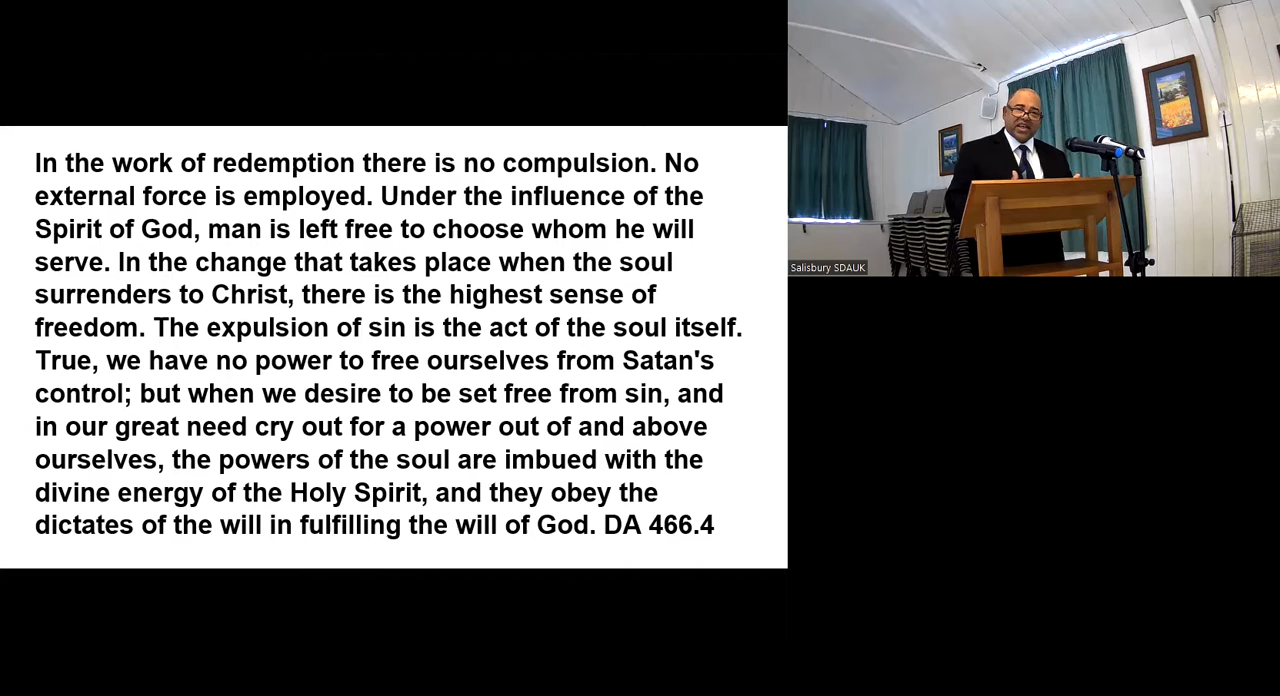 In the work of redemption there is no compulsion. No
external force is employed. Under the influence of the
Spirit of God, man is left free to choose whom he will
serve. In the change that takes place when the soul
surrenders to Christ, there is the highest sense of
freedom. The expulsion of sin is the act of the soul itself.
True, we have no power to free ourselves from Satan's
control; but when we desire to be set free from sin, and
in our great need cry out for a power out of and above
ourselves, the powers of the soul are imbued with the
divine energy of the Holy Spirit, and they obey the
dictates of the will in fulfilling the will of God. DA 466.4
Salisbury SDAUK